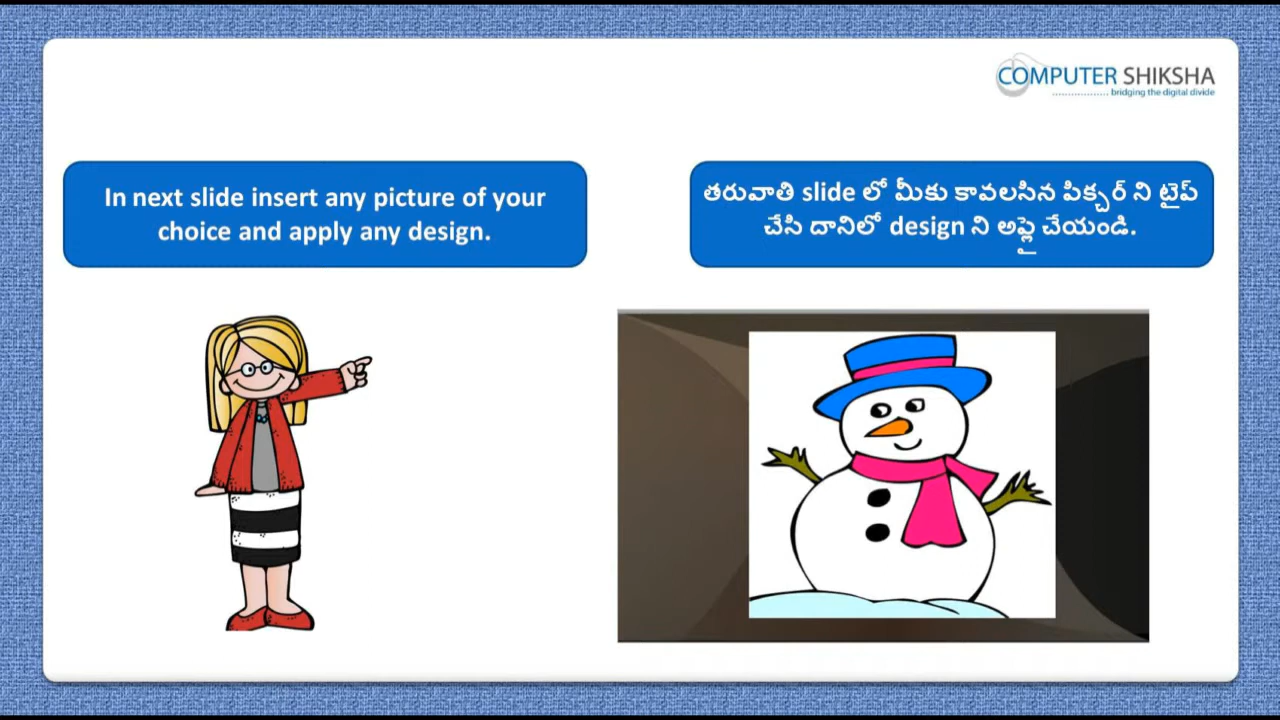 COMPUTER SHIKSHA
.................. bridging the digital divide
In next slide insert any picture of your
choice and apply any design.
తరువాతి slide లో మీకు కావలసిన పిక్చర్ ని టైప్
చేసి దానిలో design ని అప్లై చేయండి.